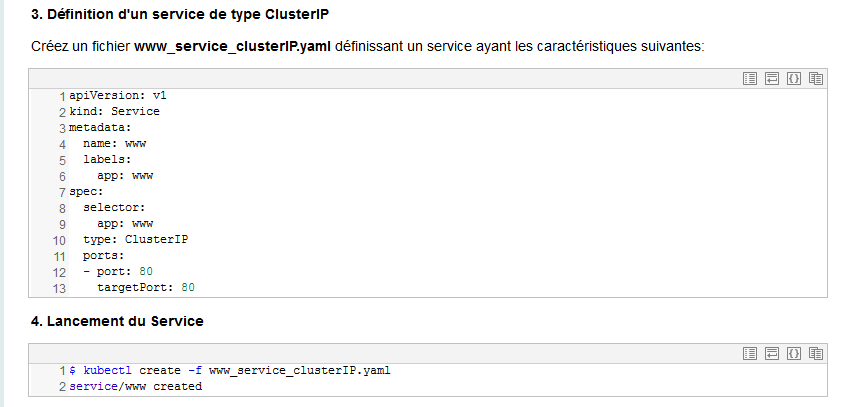 3. Définition d'un service de type ClusterIP
Créez un fichier www_service_clusterIP.yaml définissant un service ayant les caractéristiques suivantes:
1 apiVersion: v1
2 kind: Service
3 metadata:
4   name: www
5   labels:
6     app: www
7 spec:
8   selector:
9     app: www
10   type: ClusterIP
11   ports:
12   - port: 80
13     targetPort: 80
4. Lancement du Service
1 $ kubectl create -f www_service_clusterIP.yaml
2 service/www created